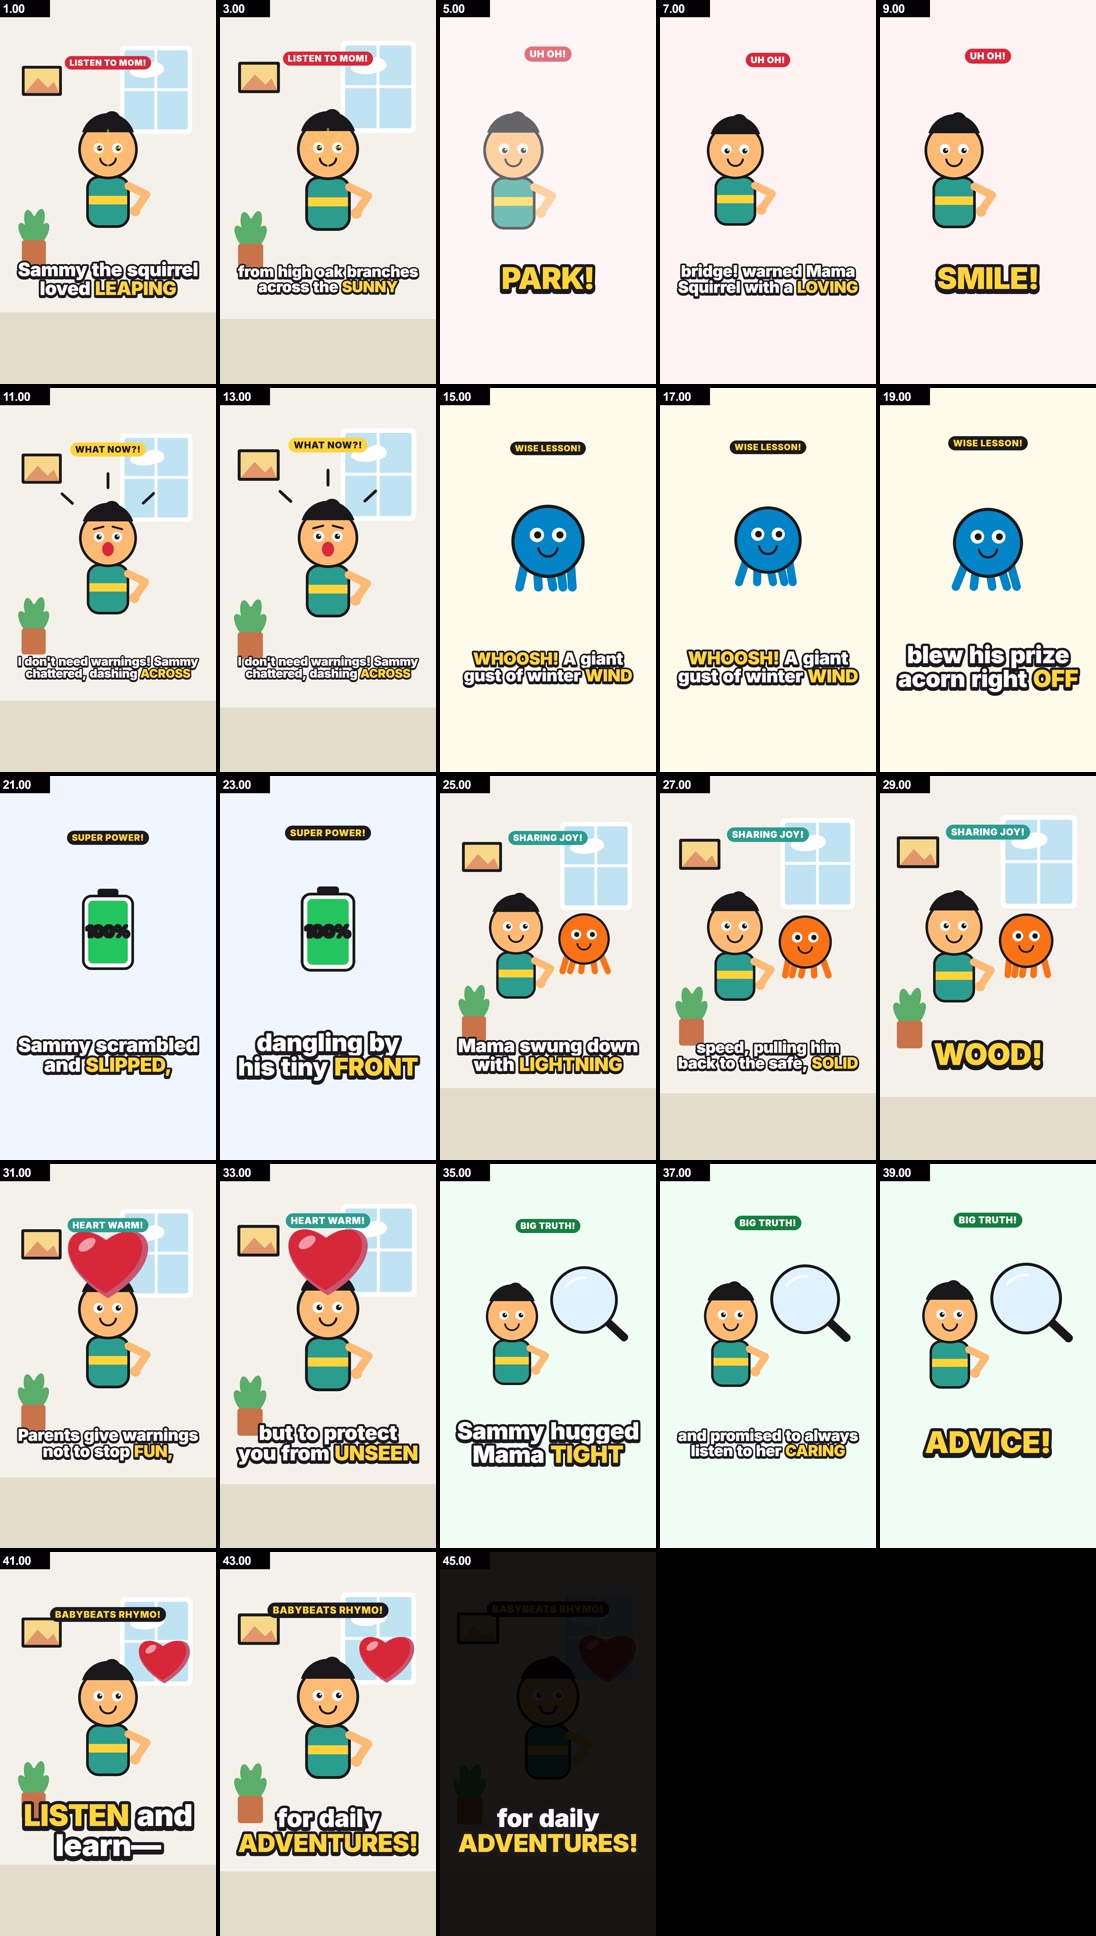 1.00
LISTEN TO MOM!
Sammy the squirrel
loved LEAPING
3.00
LISTEN TO MOM!
from high oak branches
across the SUNNY
5.00
UH OH!
PARK!
7.00
UH OH!
bridge! warned Mama
Squirrel with a LOVING
9.00
UH OH!
SMILE!
11.00
WHAT NOW?!
I don't need warnings! Sammy
chattered, dashing ACROSS
13.00
WHAT NOW?!
I don't need warnings! Sammy
chattered, dashing ACROSS
15.00
WISE LESSON!
WHOOSH! A giant
gust of winter WIND
17.00
WISE LESSON!
WHOOSH! A giant
gust of winter WIND
19.00
WISE LESSON!
blew his prize
acorn right OFF
21.00
SUPER POWER!
100%
Sammy scrambled
and SLIPPED,
23.00
SUPER POWER!
100%
dangling by
his tiny FRONT
25.00
SHARING JOY!
Mama swung down
with LIGHTNING
27.00
SHARING JOY!
speed, pulling him
back to the safe, SOLID
29.00
SHARING JOY!
WOOD!
31.00
HEART WARM!
Parents give warnings
not to stop FUN,
33.00
HEART WARM!
but to protect
you from UNSEEN
35.00
BIG TRUTH!
Sammy hugged
Mama TIGHT
37.00
BIG TRUTH!
and promised to always
listen to her CARING
39.00
BIG TRUTH!
ADVICE!
41.00
BABYBEATS RHYMO!
LISTEN and
learn—
43.00
BABYBEATS RHYMO!
for daily
ADVENTURES!
45.00
BABYBEATS RHYMO!
for daily
ADVENTURES!